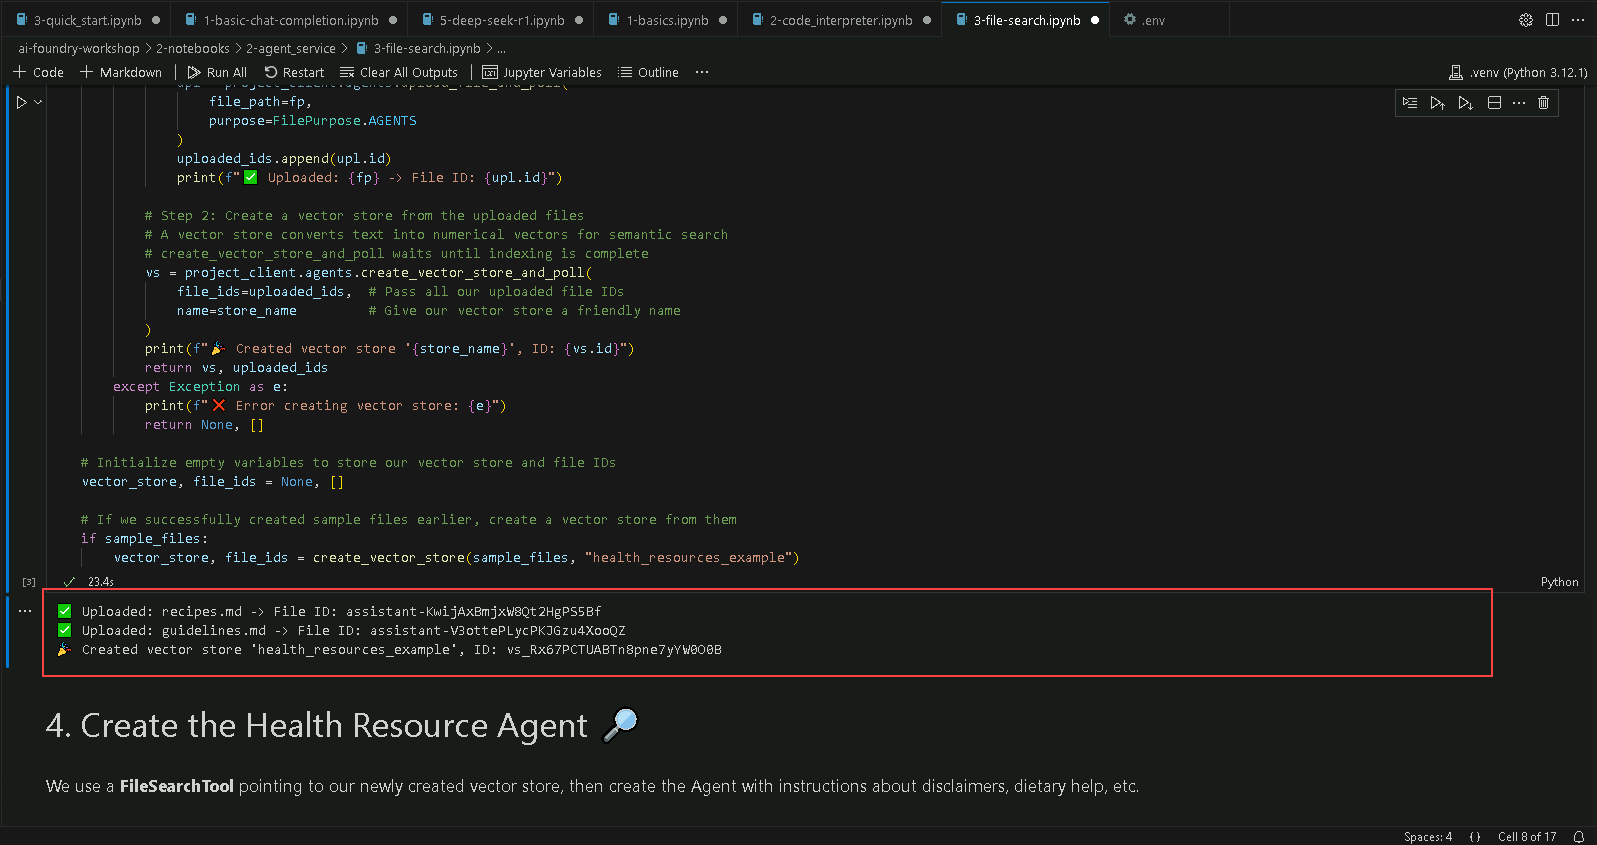 3-quick_start.ipynb
1-basic-chat-completion.ipynb
5-deep-seek-r1.ipynb
1-basics.ipynb
2-code_interpreter.ipynb
3-file-search.ipynb
.env
ai-foundry-workshop > 2-notebooks > 2-agent_service > 3-file-search.ipynb > ...
+ Code + Markdown | Run All Restart Clear All Outputs | Jupyter Variables Outline ...
.venv (Python 3.12.1)
upl = project_client.agents.upload_file_and_poll(
file_path=fp,
purpose=FilePurpose.AGENTS
)
uploaded_ids.append(upl.id)
print(f"✅ Uploaded: {fp} -> File ID: {upl.id}")
# Step 2: Create a vector store from the uploaded files
# A vector store converts text into numerical vectors for semantic search
# create_vector_store_and_poll waits until indexing is complete
vs = project_client.agents.create_vector_store_and_poll(
file_ids=uploaded_ids, # Pass all our uploaded file IDs
name=store_name # Give our vector store a friendly name
)
print(f"🎉 Created vector store '{store_name}', ID: {vs.id}")
return vs, uploaded_ids
except Exception as e:
print(f"❌ Error creating vector store: {e}")
return None, []
# Initialize empty variables to store our vector store and file IDs
vector_store, file_ids = None, []
# If we successfully created sample files earlier, create a vector store from them
if sample_files:
vector_store, file_ids = create_vector_store(sample_files, "health_resources_example")
[3] ✓ 23.4s
Python
✅ Uploaded: recipes.md -> File ID: assistant-KwijAxBmjxW8Qt2HgPS5Bf
✅ Uploaded: guidelines.md -> File ID: assistant-V3ottePLycPKJGzu4XooQZ
🎉 Created vector store 'health_resources_example', ID: vs_Rx67PCTUABTn8pne7yYW0O0B
4. Create the Health Resource Agent 🔎
We use a FileSearchTool pointing to our newly created vector store, then create the Agent with instructions about disclaimers, dietary help, etc.
Spaces: 4 {} Cell 8 of 17